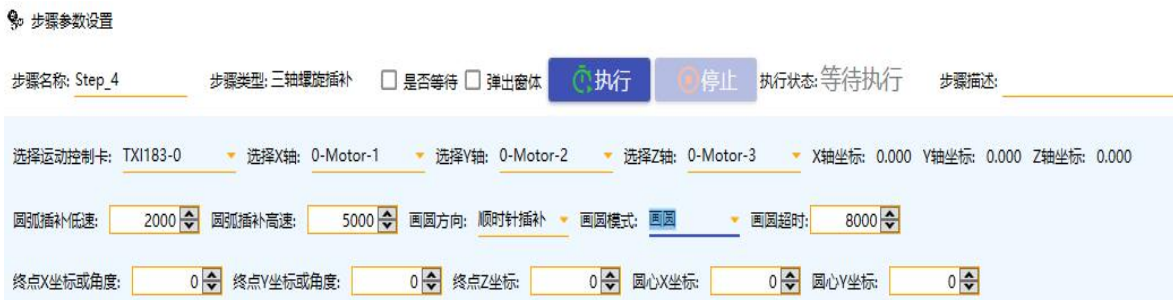 步骤参数设置
步骤名称: Step_4 步骤类型: 三轴螺旋插补 是否等待 弹出窗体 执行 停止 执行状态: 等待执行 步骤描述:
选择运动控制卡: TXI183-0 选择X轴: 0-Motor-1 选择Y轴: 0-Motor-2 选择Z轴: 0-Motor-3 X轴坐标: 0.000 Y轴坐标: 0.000 Z轴坐标: 0.000
圆弧插补低速: 2000 圆弧插补高速: 5000 画圆方向: 顺时针插补 画圆模式: 画圆 画圆超时: 8000
终点X坐标或角度: 0 终点Y坐标或角度: 0 终点Z坐标: 0 圆心X坐标: 0 圆心Y坐标: 0